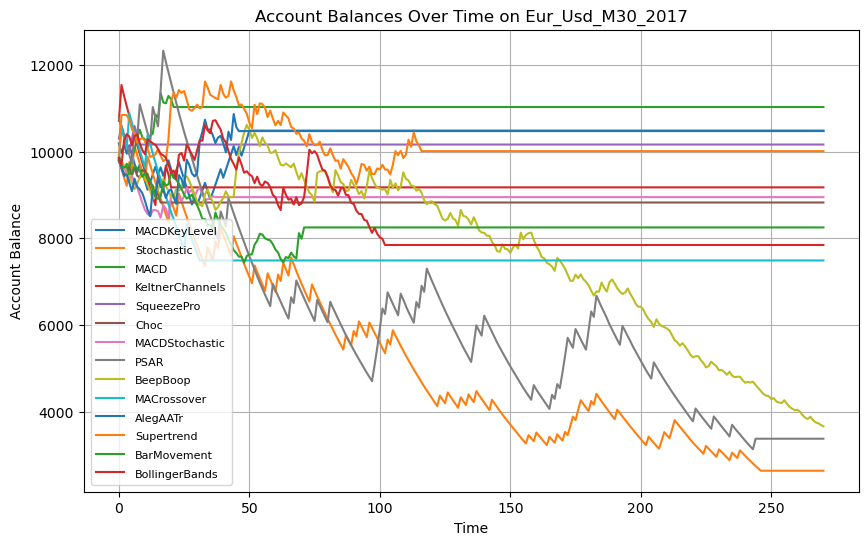 Account Balances Over Time on Eur_Usd_M30_2017
Account Balance
12000
10000
8000
6000
4000
MACDKeyLevel
Stochastic
MACD
KeltnerChannels
SqueezePro
Choc
MACDStochastic
PSAR
BeepBoop
MACrossover
AlegAATr
Supertrend
BarMovement
BollingerBands
0 50 100 150 200 250
Time